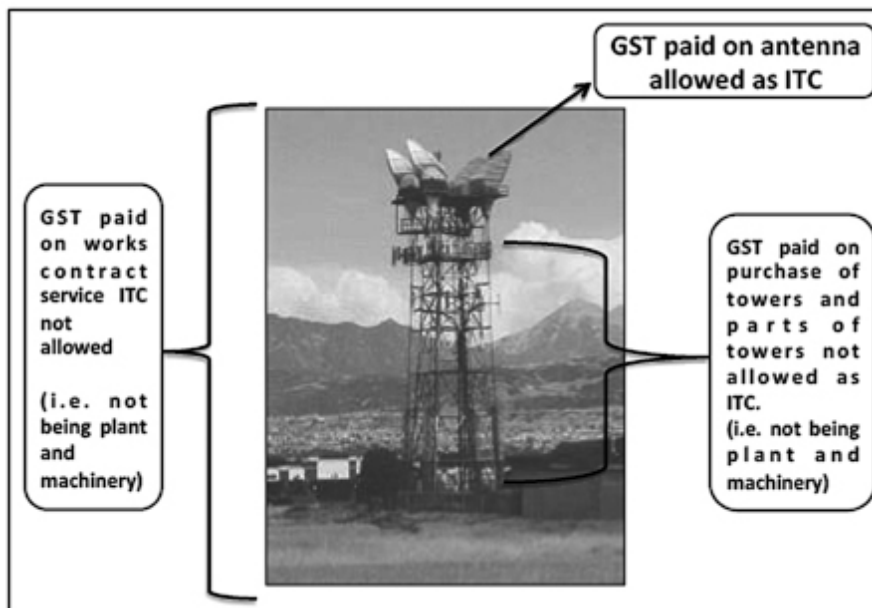 GST paid on antenna
allowed as ITC
GST paid
on works
contract
service ITC
not
allowed
(i.e. not
being plant
and
machinery)
GST paid on
purchase of
towers and
parts of
towers not
allowed as
ITC.
(i.e. not being
plant and
machinery)